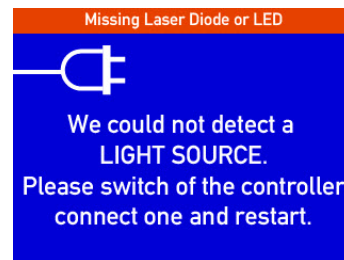 Missing Laser Diode or LED
We could not detect a
LIGHT SOURCE.
Please switch of the controller
connect one and restart.